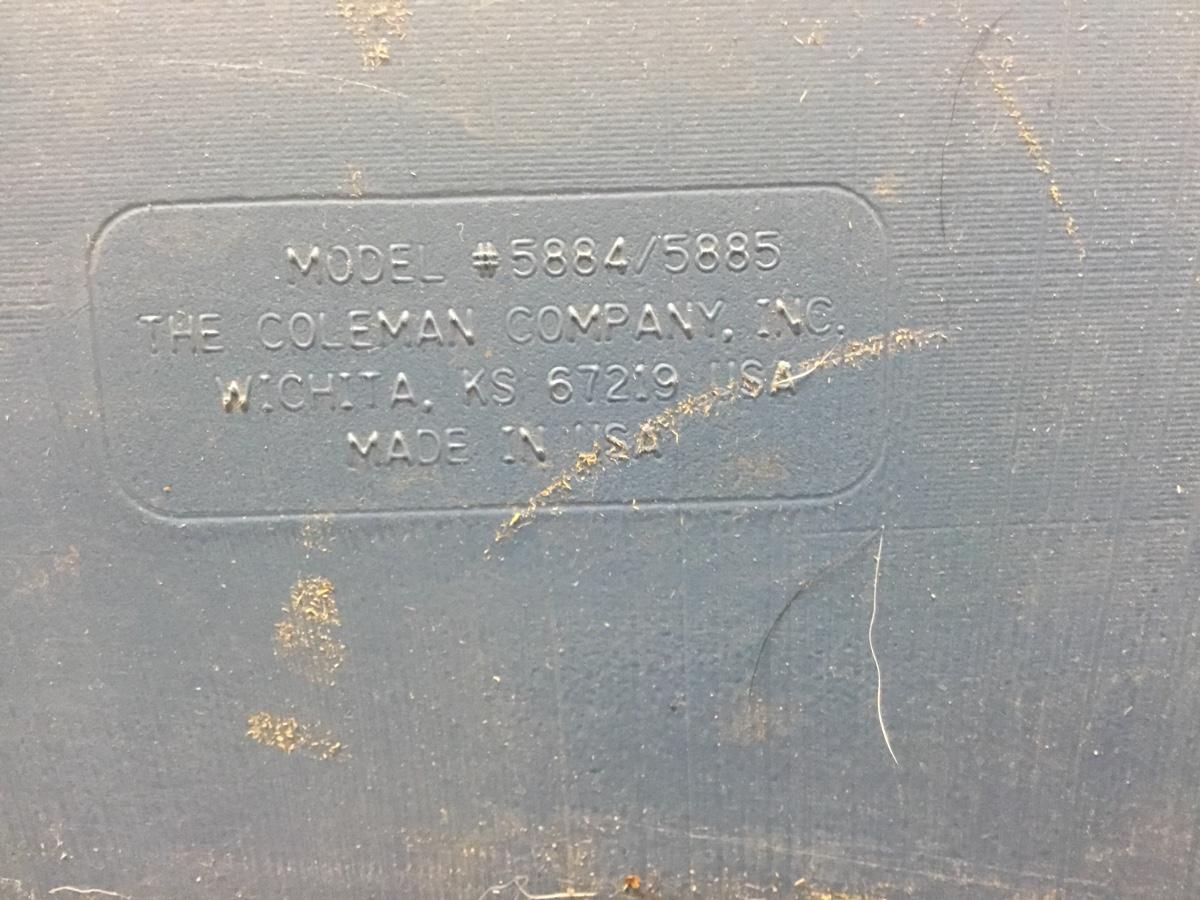 MODEL #5884/5885
THE COLEMAN COMPANY, INC.
WICHITA, KS 67219 USA
MADE IN USA